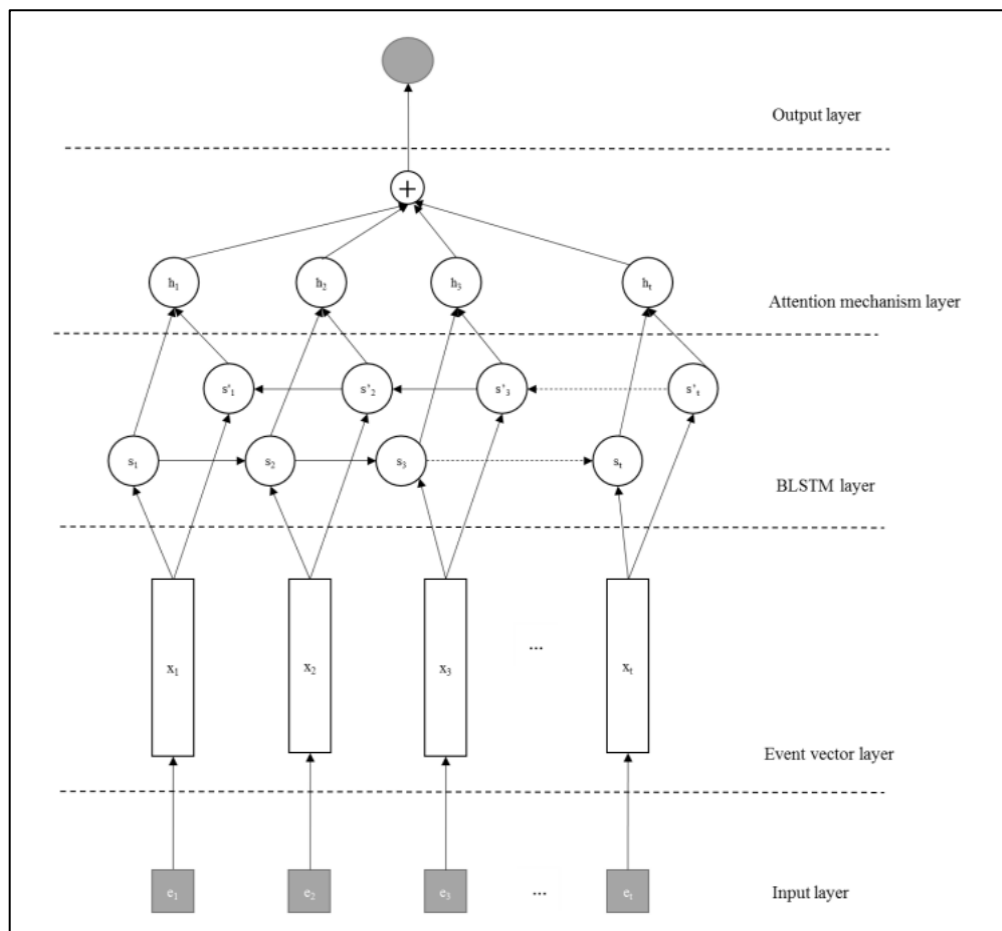 Output layer
+
h₁ h₂ h₃ hₜ
Attention mechanism layer
s'₁ s'₂ s'₃ s'ₜ
s₁ s₂ s₃ sₜ
BLSTM layer
x₁ x₂ x₃ ... xₜ
Event vector layer
e₁ e₂ e₃ ... eₜ
Input layer